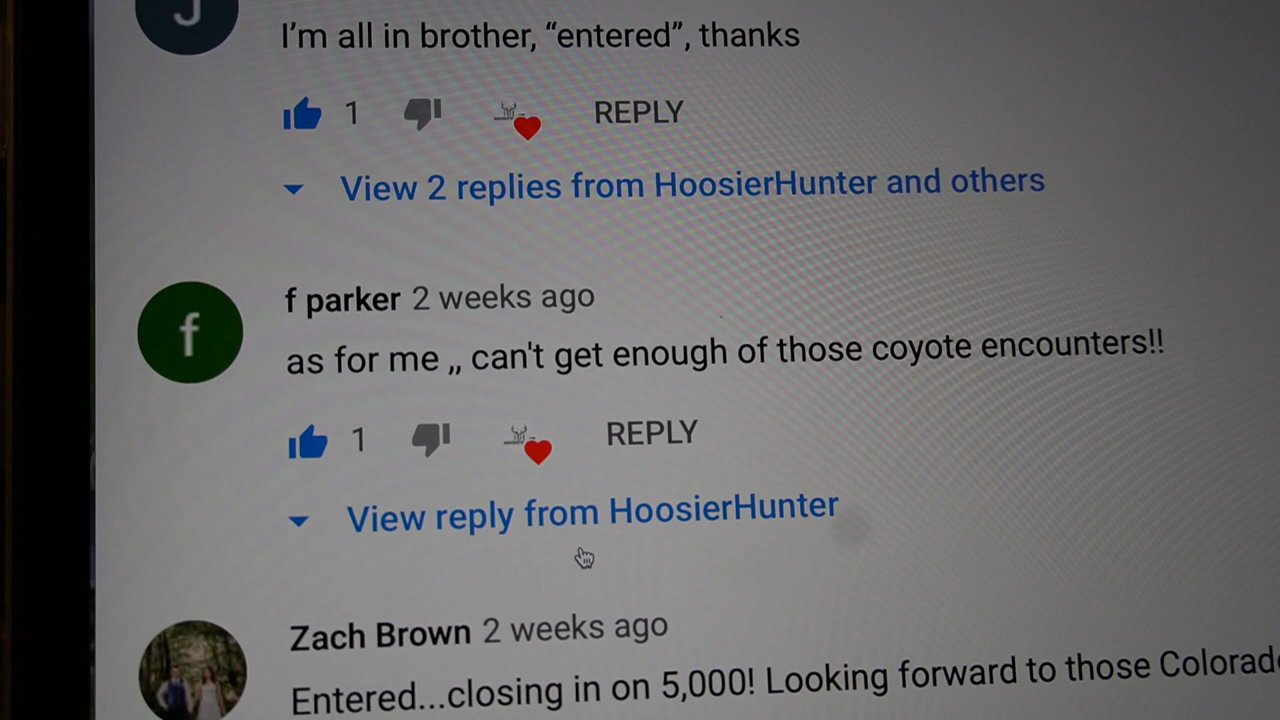 J
I'm all in brother, “entered”, thanks
1 REPLY
View 2 replies from HoosierHunter and others
f
f parker 2 weeks ago
as for me ,, can't get enough of those coyote encounters!!
1 REPLY
View reply from HoosierHunter
Zach Brown 2 weeks ago
Entered...closing in on 5,000! Looking forward to those